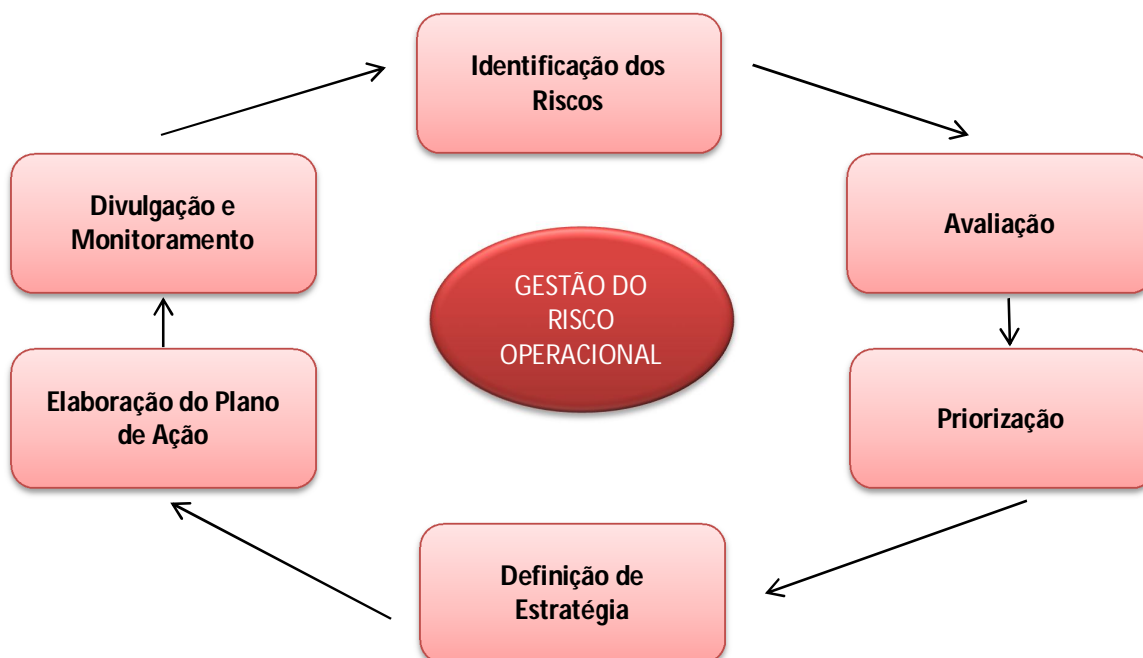 Identificação dos
Riscos
Avaliação
Priorização
Definição de
Estratégia
Elaboração do Plano
de Ação
Divulgação e
Monitoramento
GESTÃO DO
RISCO
OPERACIONAL